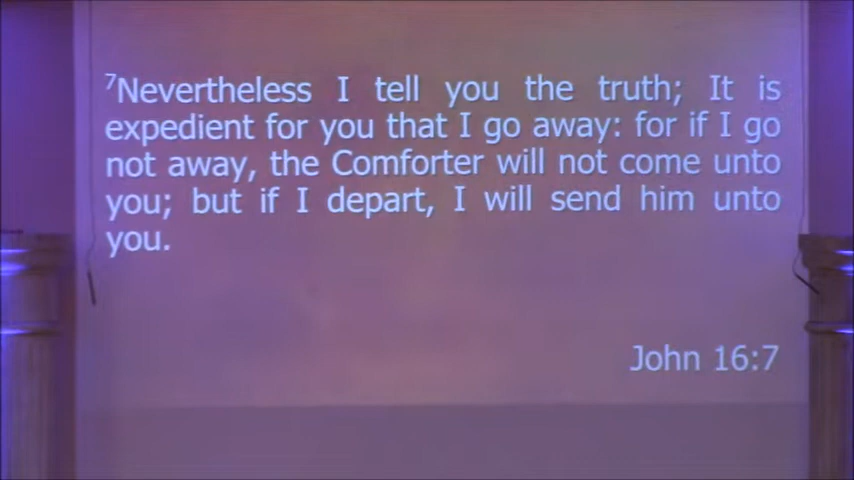 ⁷Nevertheless I tell you the truth; It is
expedient for you that I go away: for if I go
not away, the Comforter will not come unto
you; but if I depart, I will send him unto
you.
John 16:7